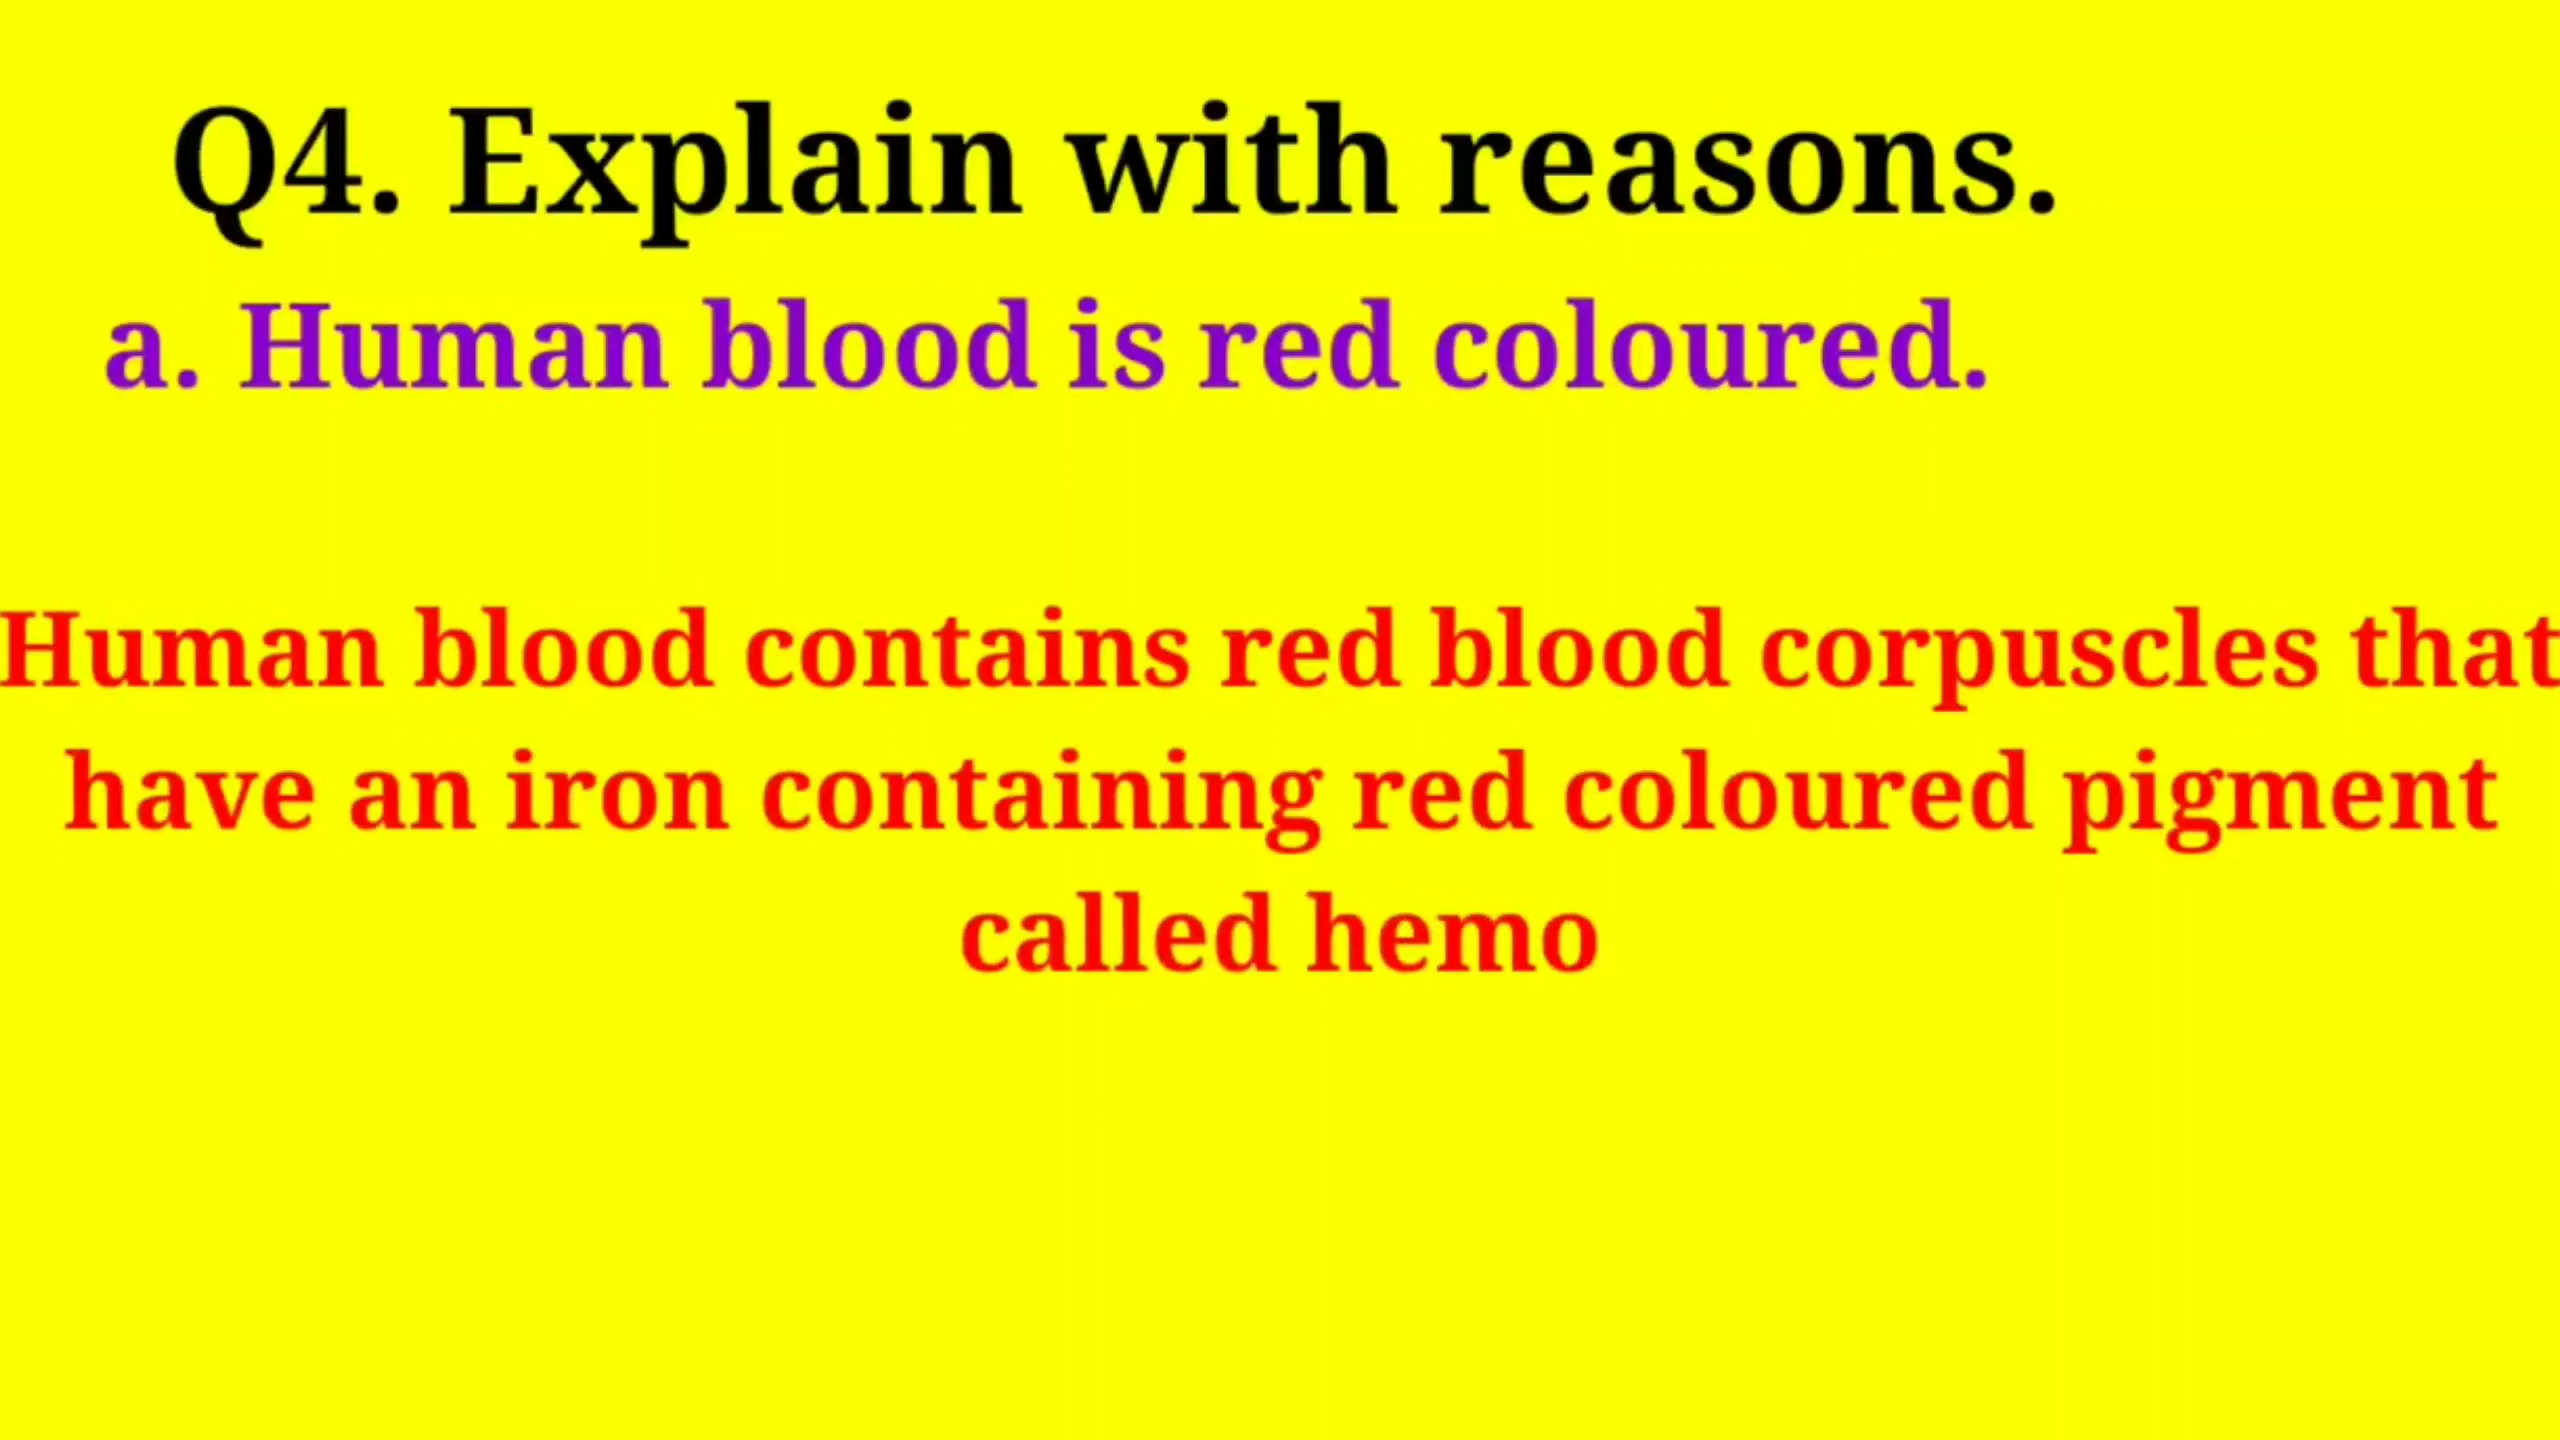 Q4. Explain with reasons.
a. Human blood is red coloured.
Human blood contains red blood corpuscles that
have an iron containing red coloured pigment
called hemo